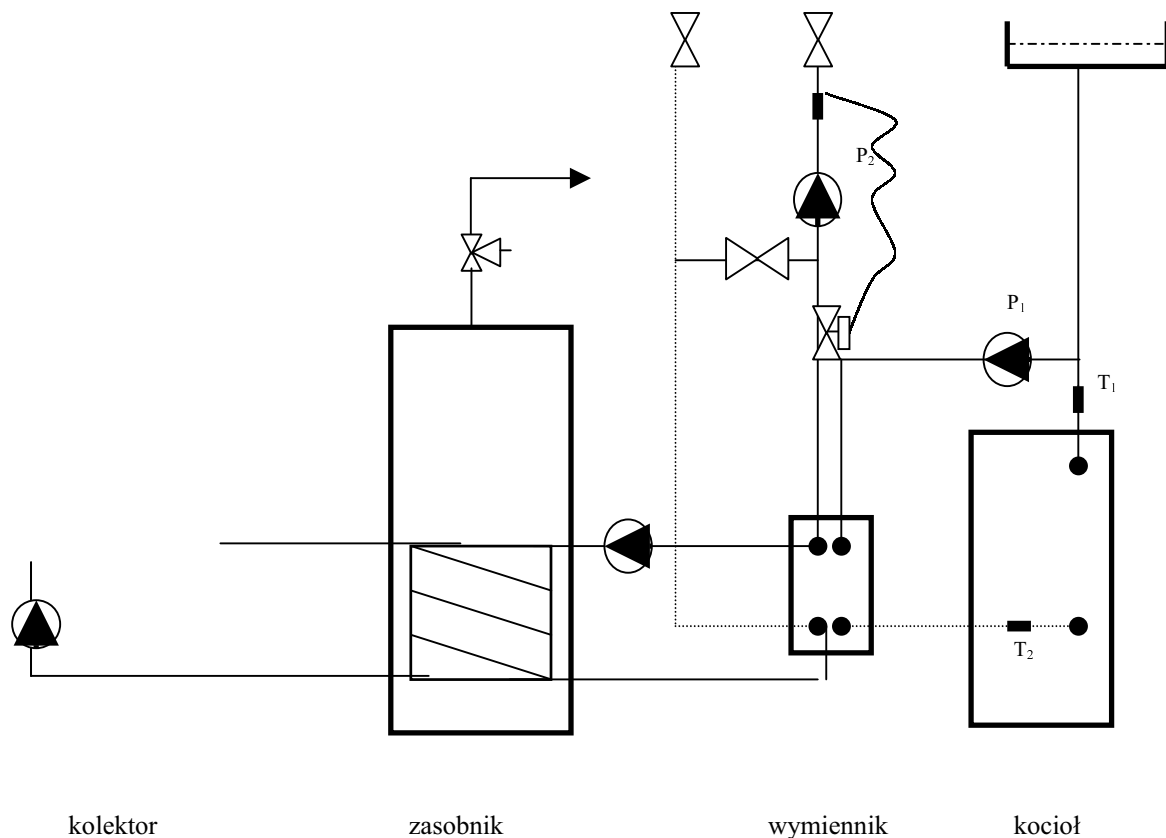 P₂
P₁
T₁
T₂
kolektor zasobnik wymiennik kocioł